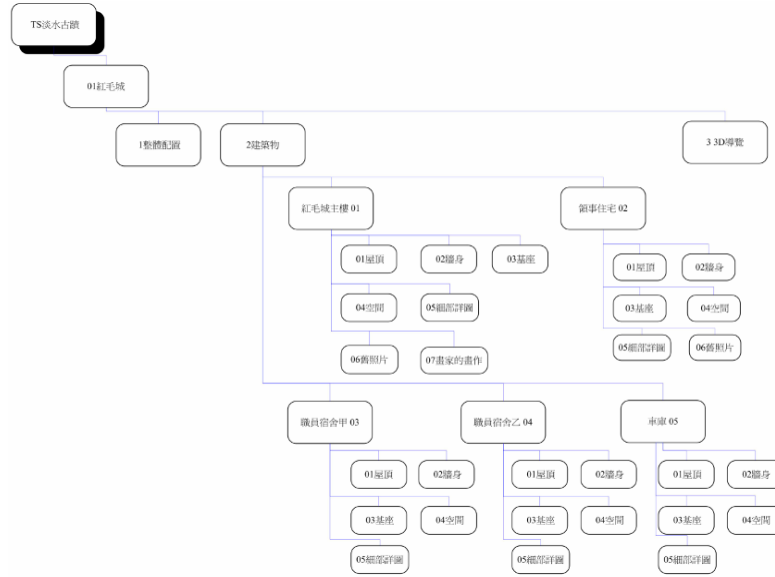 TS淡水古蹟
01紅毛城
1整體配置
2建築物
3 3D導覽
紅毛城主樓 01
領事住宅 02
01屋頂
02牆身
03基座
04空間
05細部詳圖
06舊照片
07畫家的畫作
01屋頂
02牆身
03基座
04空間
05細部詳圖
06舊照片
職員宿舍甲 03
職員宿舍乙 04
車庫 05
01屋頂
02牆身
03基座
04空間
05細部詳圖
01屋頂
02牆身
03基座
04空間
05細部詳圖
01屋頂
02牆身
03基座
04空間
05細部詳圖